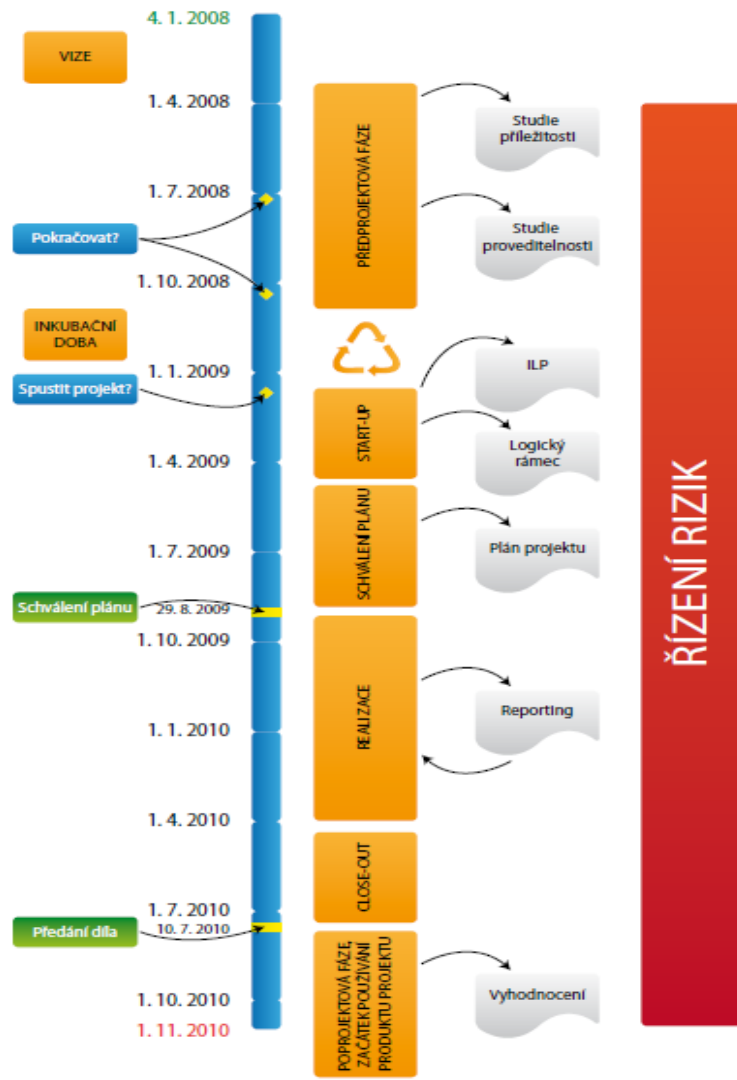 4. 1. 2008
VIZE
1. 4. 2008
1. 7. 2008
Pokračovat?
1. 10. 2008
INKUBAČNÍ
DOBA
1. 1. 2009
Spustit projekt?
1. 4. 2009
1. 7. 2009
Schválení plánu
29. 8. 2009
1. 10. 2009
1. 1. 2010
1. 4. 2010
1. 7. 2010
Předání díla
10. 7. 2010
1. 10. 2010
1. 11. 2010
PŘEDPROJEKTOVÁ FÁZE
START-UP
SCHVÁLENÍ PLÁNU
REALIZACE
CLOSE-OUT
POPROJEKTOVÁ FÁZE,
ZAČÁTEK POUŽÍVÁNÍ
PRODUKTU PROJEKTU
Studie
příležitosti
Studie
proveditelnosti
ILP
Logický
rámec
Plán projektu
Reporting
Vyhodnocení
ŘÍZENÍ RIZIK